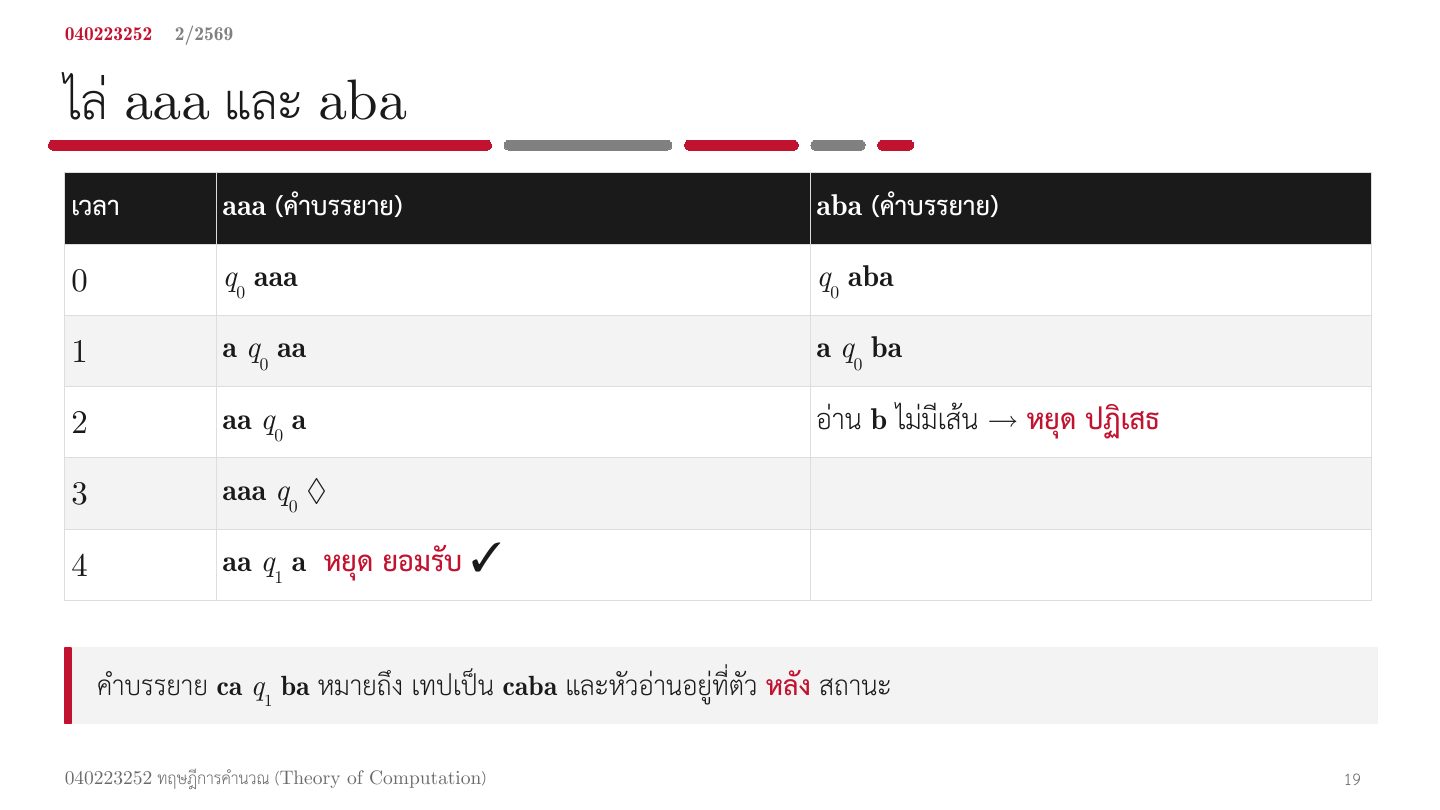 040223252 2/2569
ไล่ aaa และ aba
เวลา aaa (คำบรรยาย) aba (คำบรรยาย)
0 q₀ aaa q₀ aba
1 a q₀ aa a q₀ ba
2 aa q₀ a อ่าน b ไม่มีเส้น → หยุด ปฏิเสธ
3 aaa q₀ ◊
4 aa q₁ a หยุด ยอมรับ ✓
คำบรรยาย ca q₁ ba หมายถึง เทปเป็น caba และหัวอ่านอยู่ที่ตัว หลัง สถานะ
040223252 ทฤษฎีการคำนวณ (Theory of Computation) 19